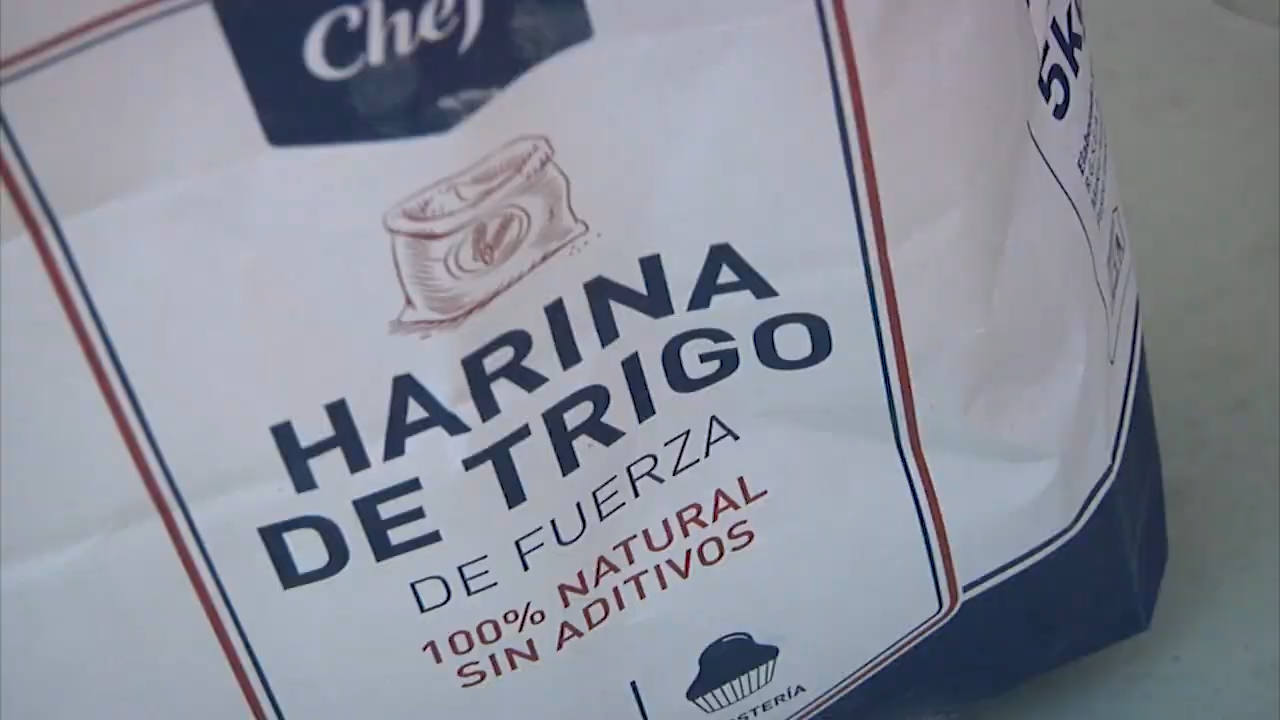 Chef
5k
HARINA
DE TRIGO
DE FUERZA
100% NATURAL
SIN ADITIVOS